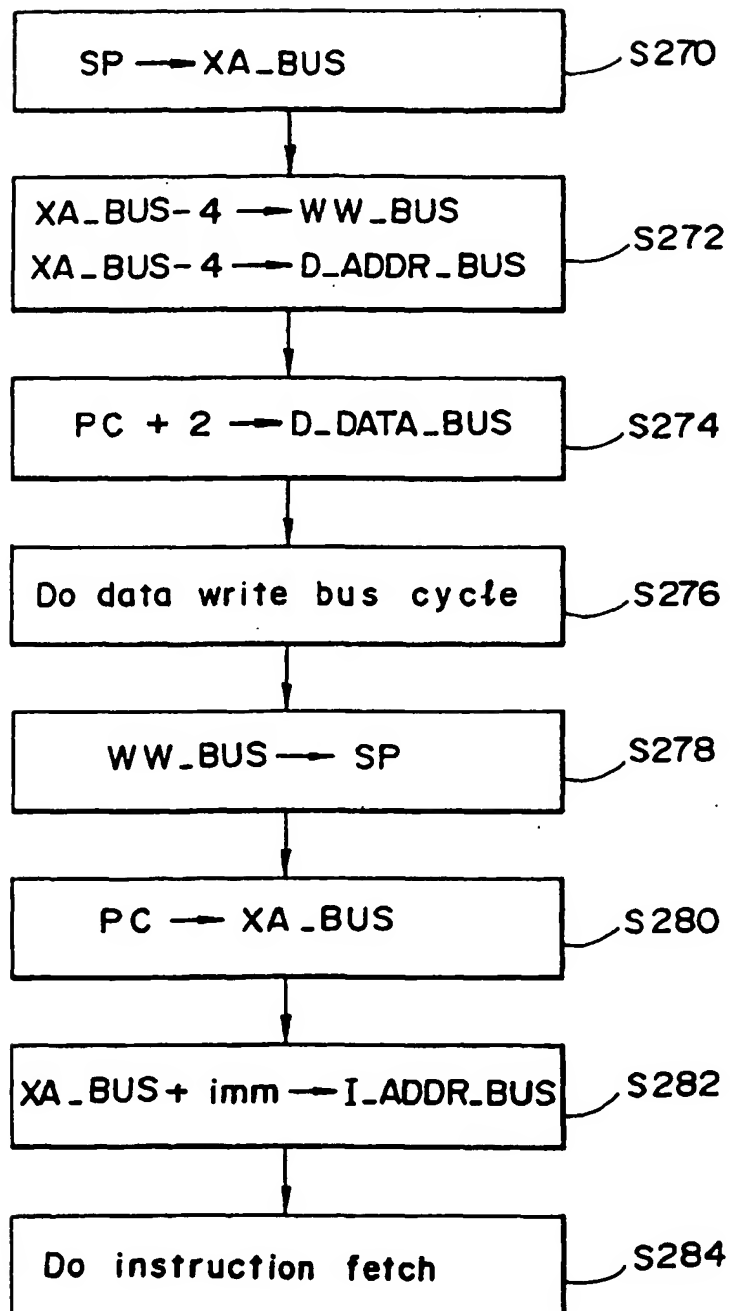 SP → XA_BUS
S270
XA_BUS-4 → WW_BUS
XA_BUS-4 → D_ADDR_BUS
S272
PC + 2 → D_DATA_BUS
S274
Do data write bus cycle
S276
WW_BUS → SP
S278
PC → XA_BUS
S280
XA_BUS+ imm → I_ADDR_BUS
S282
Do instruction fetch
S284